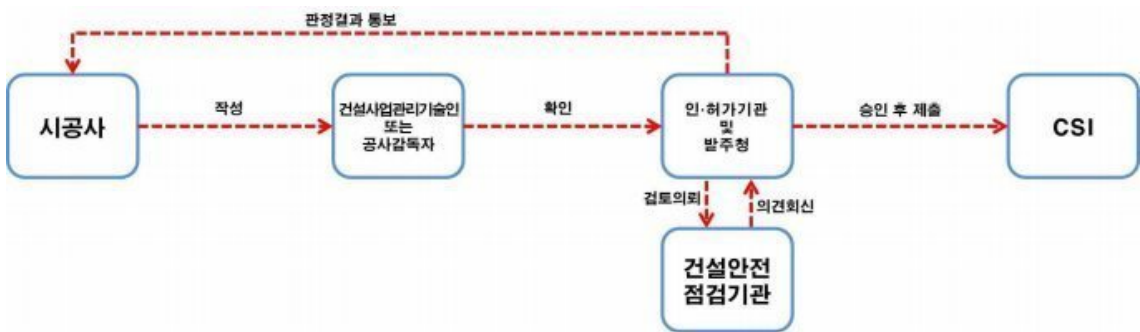 판정결과 통보
시공사
작성
건설사업관리기술인
또는
공사감독자
확인
인·허가기관
및
발주청
승인 후 제출
CSI
검토의뢰
의견회신
건설안전
점검기관